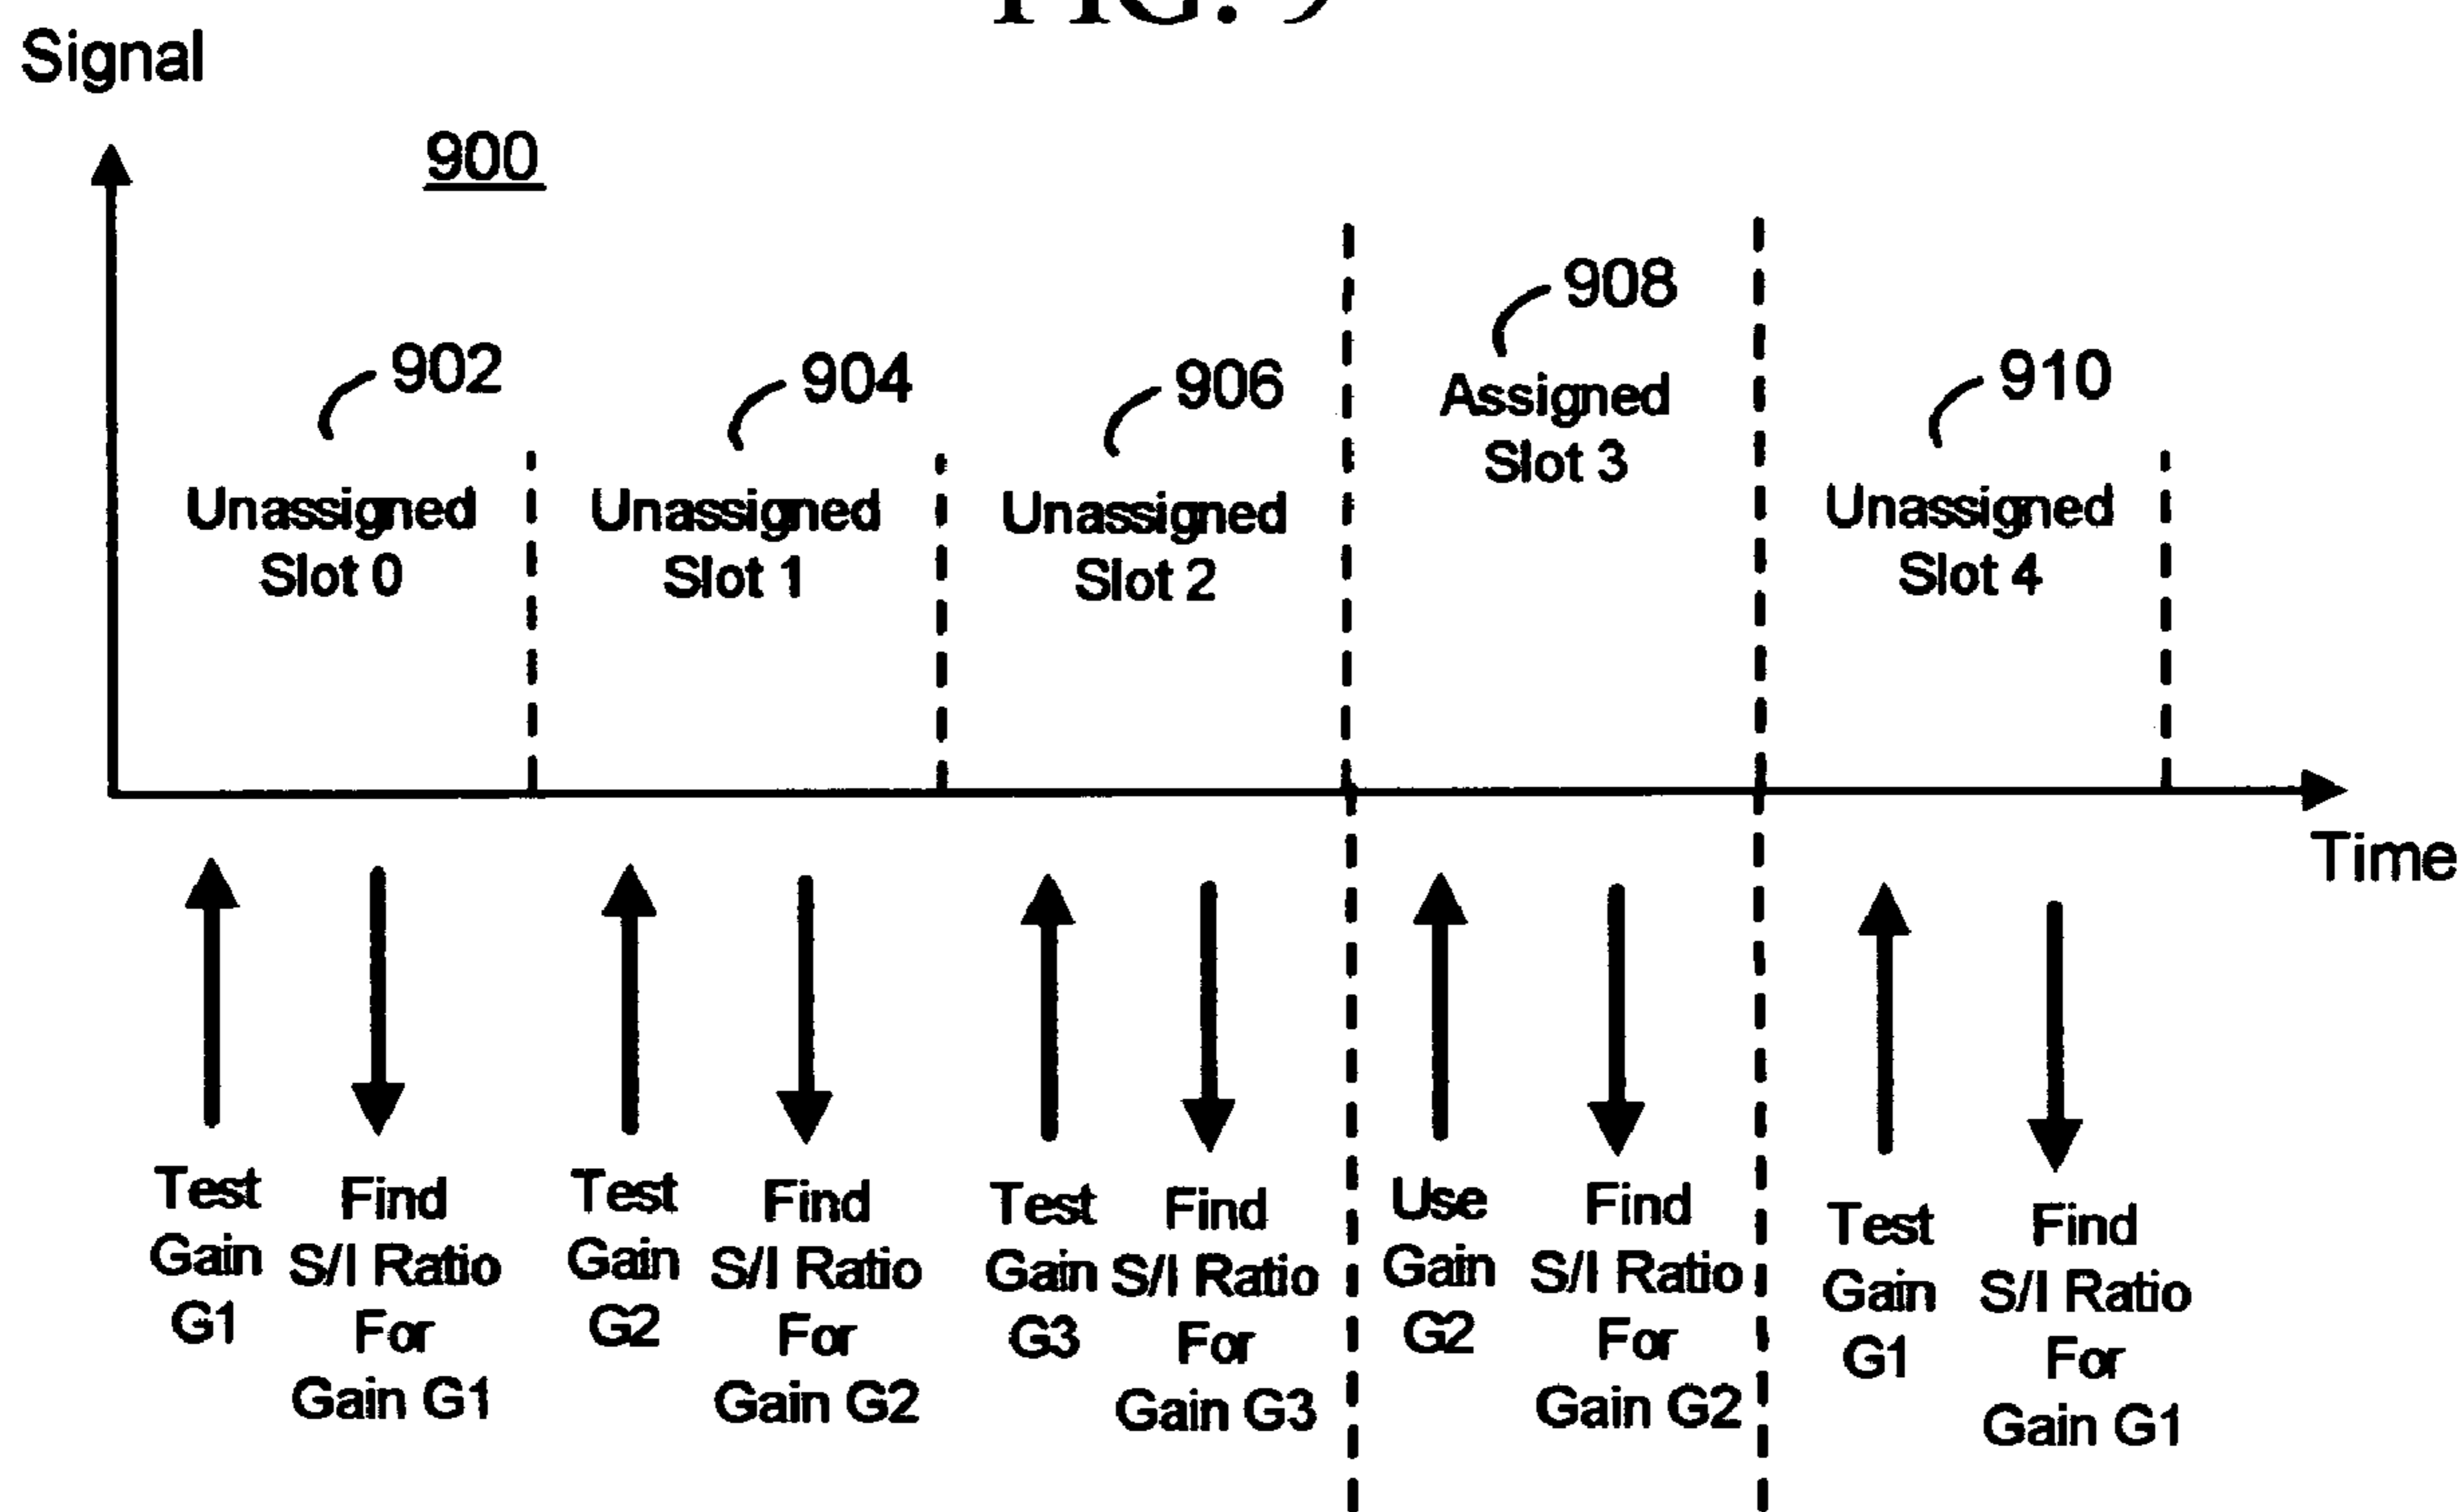 FIG. 9
Signal
900
902
904
906
908
910
Unassigned
Slot 0
Unassigned
Slot 1
Unassigned
Slot 2
Assigned
Slot 3
Unassigned
Slot 4
Time
Test
Gain
G1
Find
S/I Ratio
For
Gain G1
Test
Gain
G2
Find
S/I Ratio
For
Gain G2
Test
Gain
G3
Find
S/I Ratio
For
Gain G3
Use
Gain
G2
Find
S/I Ratio
For
Gain G2
Test
Gain
G1
Find
S/I Ratio
For
Gain G1